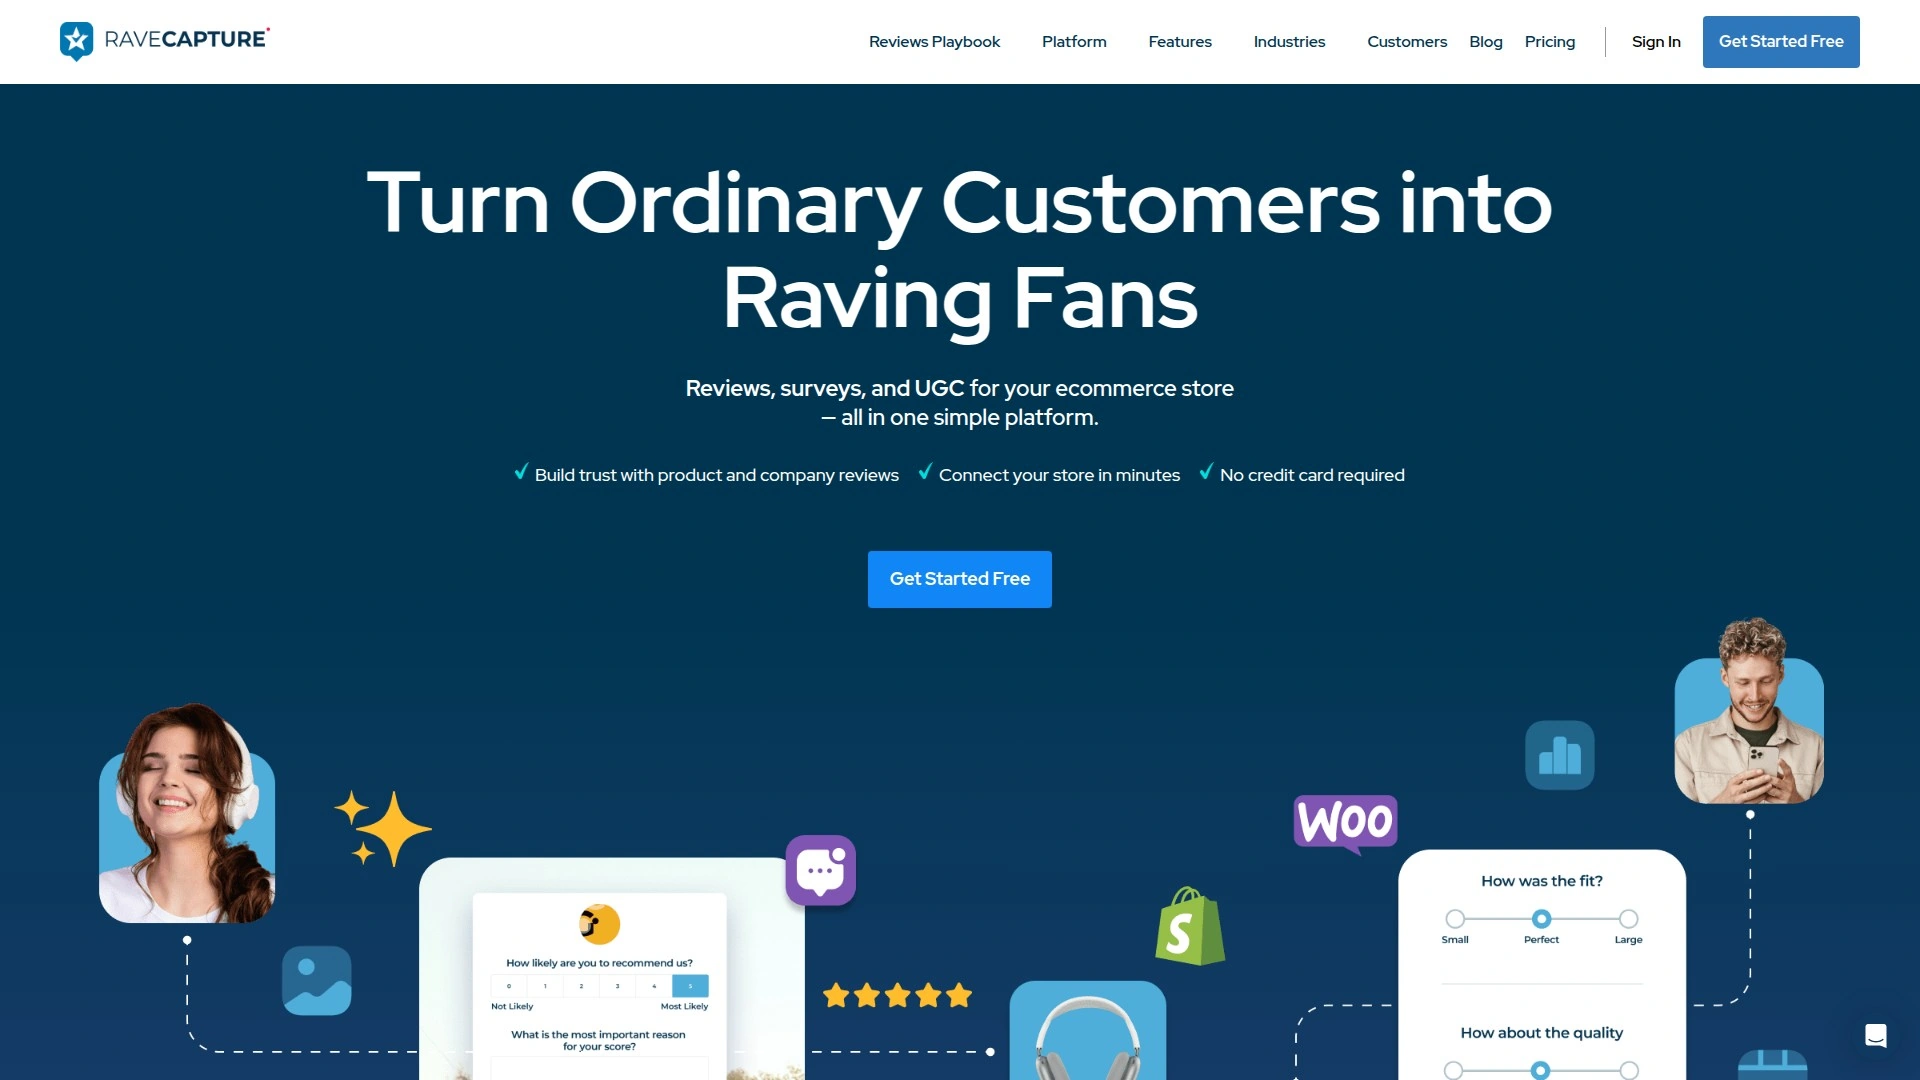 RAVECAPTURE
Reviews Playbook
Platform
Features
Industries
Customers
Blog
Pricing
Sign In
Get Started Free
Turn Ordinary Customers into
Raving Fans
Reviews, surveys, and UGC for your ecommerce store
— all in one simple platform.
Build trust with product and company reviews
Connect your store in minutes
No credit card required
Get Started Free
WOO
S
How likely are you to recommend us?
0 1 2 3 4 5
Not Likely
Most Likely
What is the most important reason
for your score?
How was the fit?
Small
Perfect
Large
How about the quality